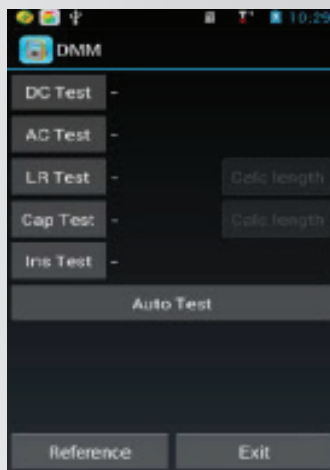 10:29
DMM
DC Test -
AC Test -
LR Test - Calc length
Cap Test - Calc length
Ins Test -
Auto Test
Reference Exit